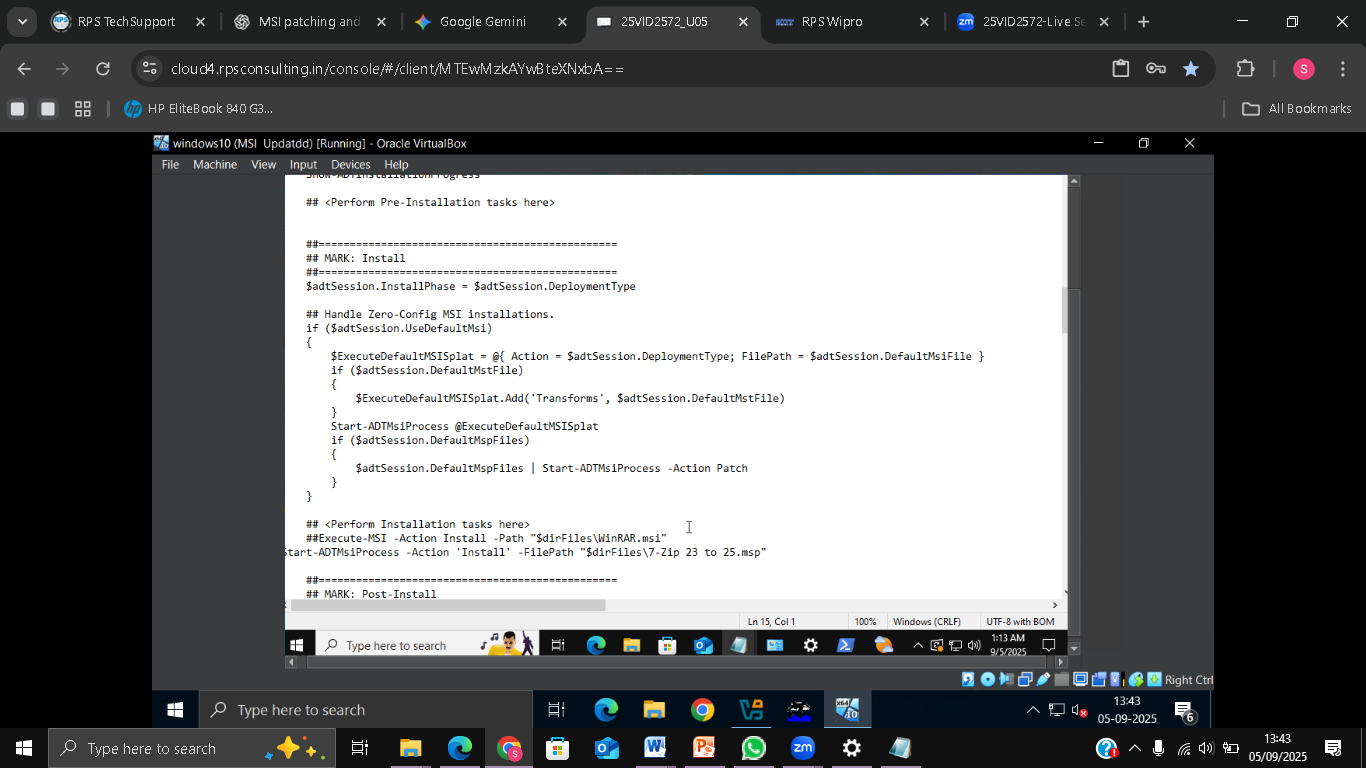 RPS TechSupport
MSI patching and
Google Gemini
25VID2572_U05
RPS Wipro
25VID2572-Live Se
cloud4.rpsconsulting.in/console/#/client/MTEwMzkAYwBteXNxbA==
HP EliteBook 840 G3...
All Bookmarks
windows10 (MSI Updatdd) [Running] - Oracle VirtualBox
File Machine View Input Devices Help
Show-ADTInstallationProgress
## <Perform Pre-Installation tasks here>
##================================================
## MARK: Install
##================================================
$adtSession.InstallPhase = $adtSession.DeploymentType
## Handle Zero-Config MSI installations.
if ($adtSession.UseDefaultMsi)
{
$ExecuteDefaultMSISplat = @{ Action = $adtSession.DeploymentType; FilePath = $adtSession.DefaultMsiFile }
if ($adtSession.DefaultMstFile)
{
$ExecuteDefaultMSISplat.Add('Transforms', $adtSession.DefaultMstFile)
}
Start-ADTMsiProcess @ExecuteDefaultMSISplat
if ($adtSession.DefaultMspFiles)
{
$adtSession.DefaultMspFiles | Start-ADTMsiProcess -Action Patch
}
}
## <Perform Installation tasks here>
##Execute-MSI -Action Install -Path "$dirFiles\WinRAR.msi"
Start-ADTMsiProcess -Action 'Install' -FilePath "$dirFiles\7-Zip 23 to 25.msp"
##================================================
## MARK: Post-Install
Ln 15, Col 1
100%
Windows (CRLF)
UTF-8 with BOM
Type here to search
1:13 AM
9/5/2025
Right Ctrl
Type here to search
13:43
05-09-2025
6
Type here to search
13:43
05/09/2025